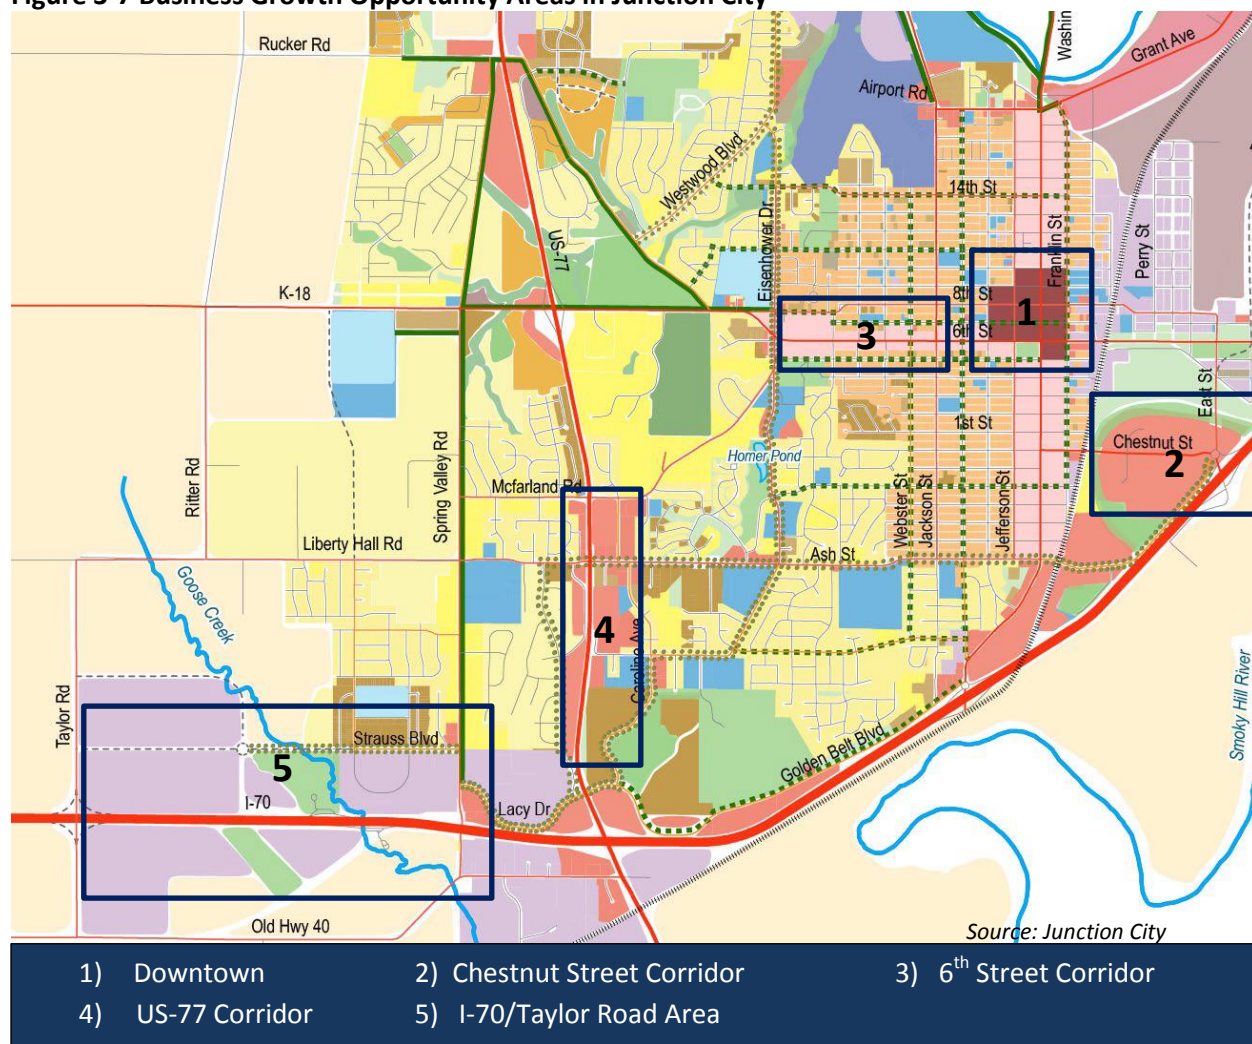 Figure 3-7 Business Growth Opportunity Areas in Junction City
Rucker Rd
Washin
Grant Ave
Airport Rd
Westwood Blvd
14th St
US-77
Eisenhower Dr
Franklin St
Perry St
K-18
8th St
1
6th St
3
East St
1st St
Chestnut St
2
Homer Pond
Ritter Rd
Spring Valley Rd
Mcfarland Rd
Webster St
Jackson St
Jefferson St
Liberty Hall Rd
Ash St
Goose Creek
4
Caroline Ave
Smoky Hill River
Taylor Rd
Strauss Blvd
5
Golden Belt Blvd
I-70
Lacy Dr
Old Hwy 40
Source: Junction City
1) Downtown 2) Chestnut Street Corridor 3) 6th Street Corridor
4) US-77 Corridor 5) I-70/Taylor Road Area